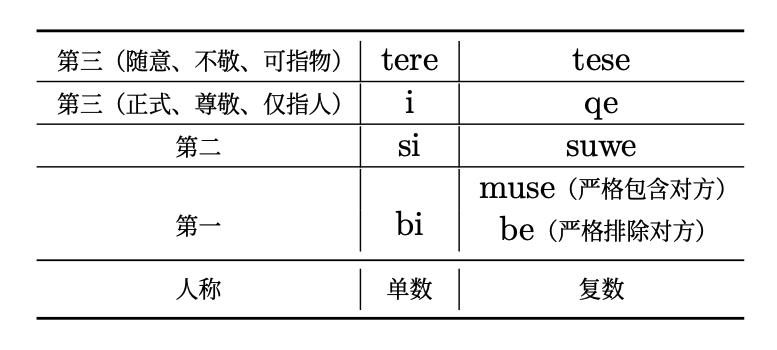 第三（随意、不敬、可指物） tere tese
第三（正式、尊敬、仅指人） i qe
第二 si suwe
muse（严格包含对方）
第一 bi
be（严格排除对方）
人称 单数 复数